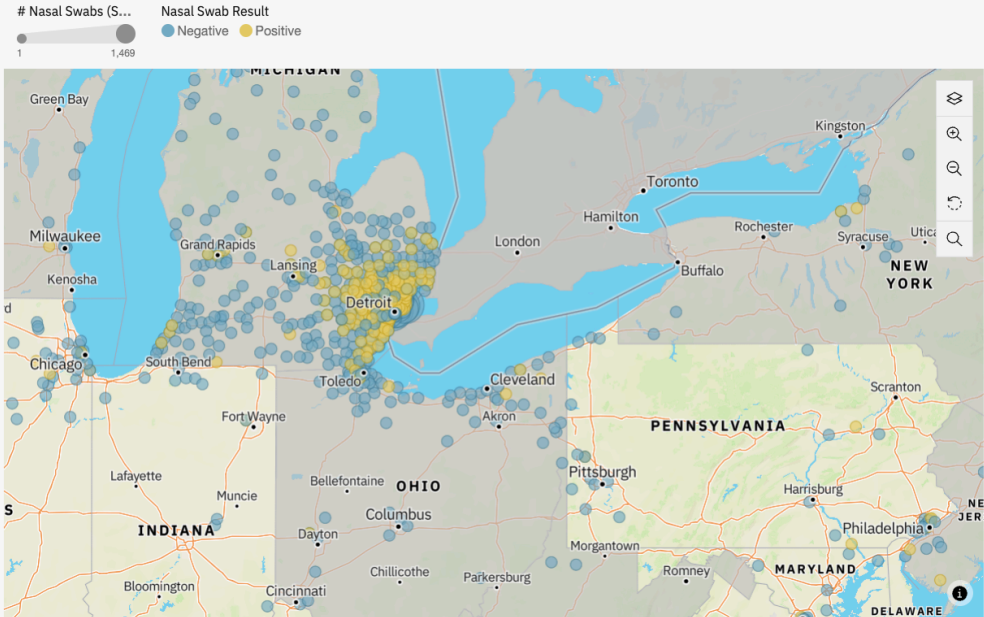 # Nasal Swabs (S...
Nasal Swab Result
Negative
Positive
1
1,469
MICHIGAN
Green Bay
Kingston
Toronto
Hamilton
Milwaukee
Grand Rapids
London
Rochester
Syracuse
Utica
Lansing
Kenosha
Buffalo
NEW
YORK
Detroit
rd
Chicago
South Bend
Toledo
Cleveland
Scranton
Fort Wayne
Akron
PENNSYLVANIA
Lafayette
Bellefontaine
OHIO
Pittsburgh
Muncie
Harrisburg
S
Columbus
NE
JER
INDIANA
Dayton
Philadelphia
Morgantown
Bloomington
Chillicothe
Parkersburg
Romney
MARYLAND
Cincinnati
DELAWARE
i